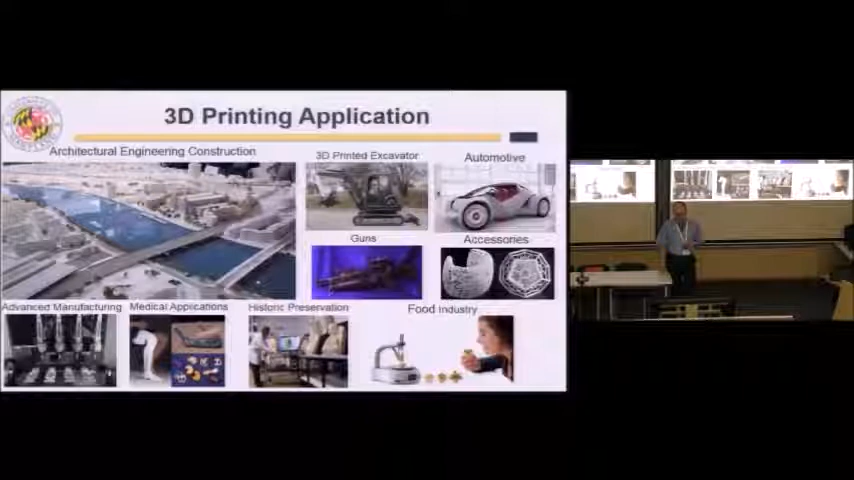 3D Printing Application
Architectural Engineering Construction
3D Printed Excavator
Automotive
Guns
Accessories
Advanced Manufacturing
Medical Applications
Historic Preservation
Food Industry